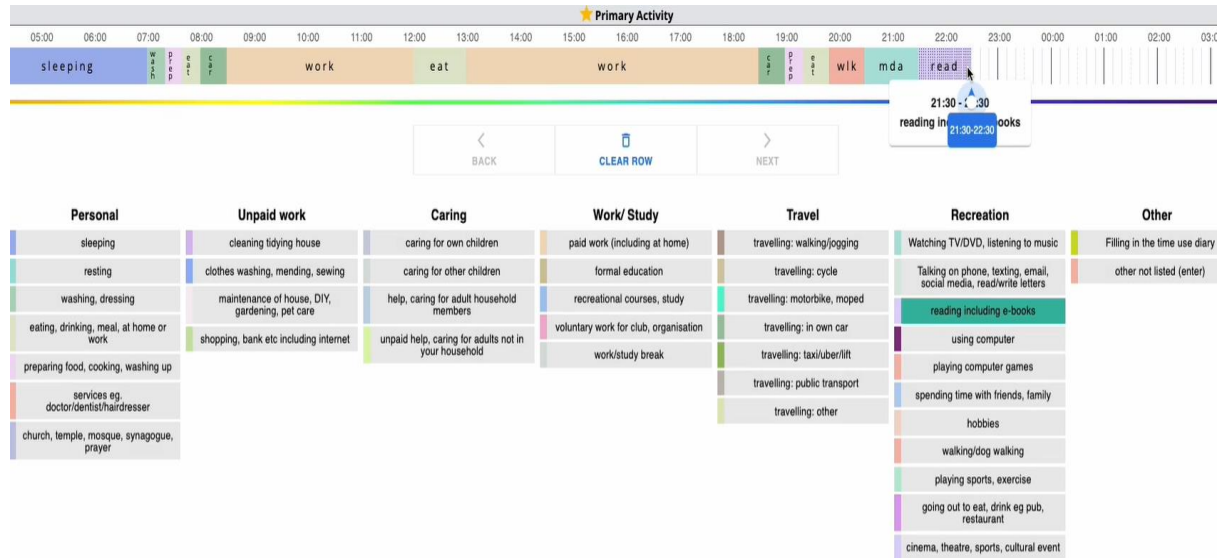 Primary Activity
05:00 06:00 07:00 08:00 09:00 10:00 11:00 12:00 13:00 14:00 15:00 16:00 17:00 18:00 19:00 20:00 21:00 22:00 23:00 00:00 01:00 02:00 03:0
sleeping wash prep eat car work eat work car prep eat wlk mda read
21:30 - 30
reading in ooks
21:30-22:30
BACK CLEAR ROW NEXT
Personal
sleeping
resting
washing, dressing
eating, drinking, meal, at home or
work
preparing food, cooking, washing up
services eg.
doctor/dentist/hairdresser
church, temple, mosque, synagogue,
prayer
Unpaid work
cleaning tidying house
clothes washing, mending, sewing
maintenance of house, DIY,
gardening, pet care
shopping, bank etc including internet
Caring
caring for own children
caring for other children
help, caring for adult household
members
unpaid help, caring for adults not in
your household
Work/ Study
paid work (including at home)
formal education
recreational courses, study
voluntary work for club, organisation
work/study break
Travel
travelling: walking/jogging
travelling: cycle
travelling: motorbike, moped
travelling: in own car
travelling: taxi/uber/lift
travelling: public transport
travelling: other
Recreation
Watching TV/DVD, listening to music
Talking on phone, texting, email,
social media, read/write letters
reading including e-books
using computer
playing computer games
spending time with friends, family
hobbies
walking/dog walking
playing sports, exercise
going out to eat, drink eg pub,
restaurant
cinema, theatre, sports, cultural event
Other
Filling in the time use diary
other not listed (enter)